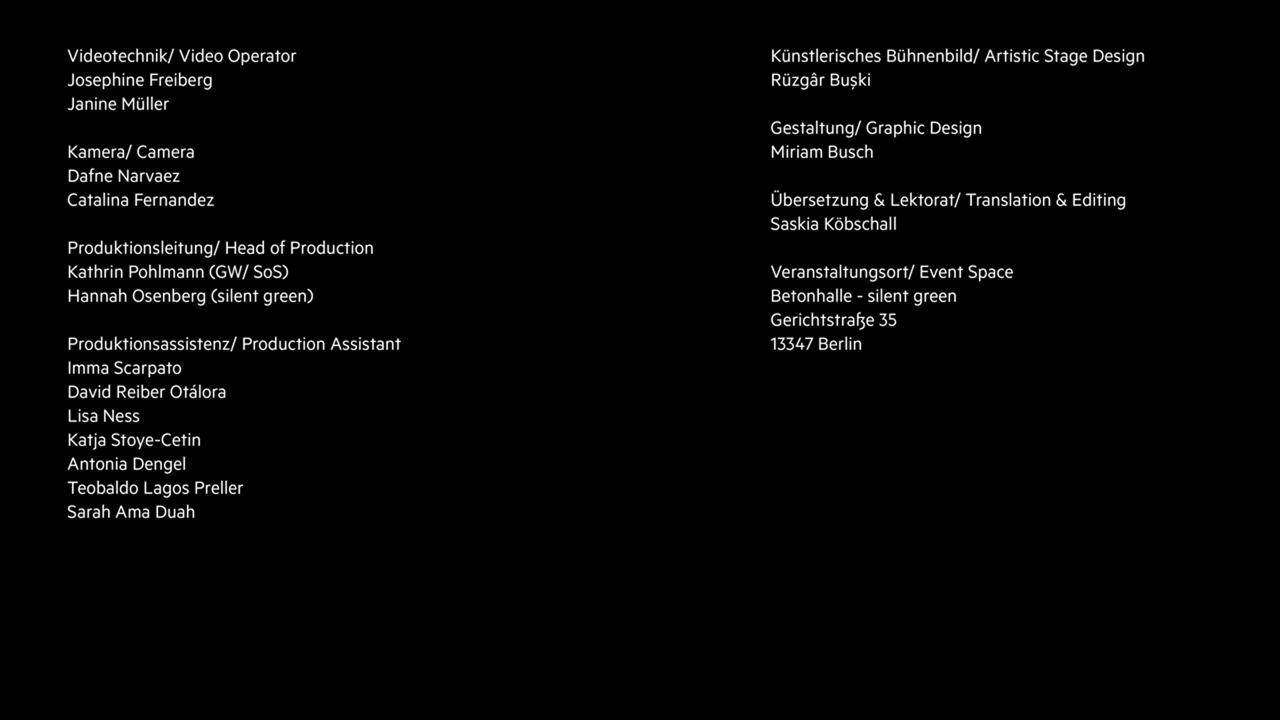 Videotechnik/ Video Operator
Josephine Freiberg
Janine Müller
Kamera/ Camera
Dafne Narvaez
Catalina Fernandez
Produktionsleitung/ Head of Production
Kathrin Pohlmann (GW/ SoS)
Hannah Osenberg (silent green)
Produktionsassistenz/ Production Assistant
Imma Scarpato
David Reiber Otálora
Lisa Ness
Katja Stoye-Cetin
Antonia Dengel
Teobaldo Lagos Preller
Sarah Ama Duah
Künstlerisches Bühnenbild/ Artistic Stage Design
Rüzgâr Buşki
Gestaltung/ Graphic Design
Miriam Busch
Übersetzung & Lektorat/ Translation & Editing
Saskia Köbschall
Veranstaltungsort/ Event Space
Betonhalle - silent green
Gerichtstraße 35
13347 Berlin